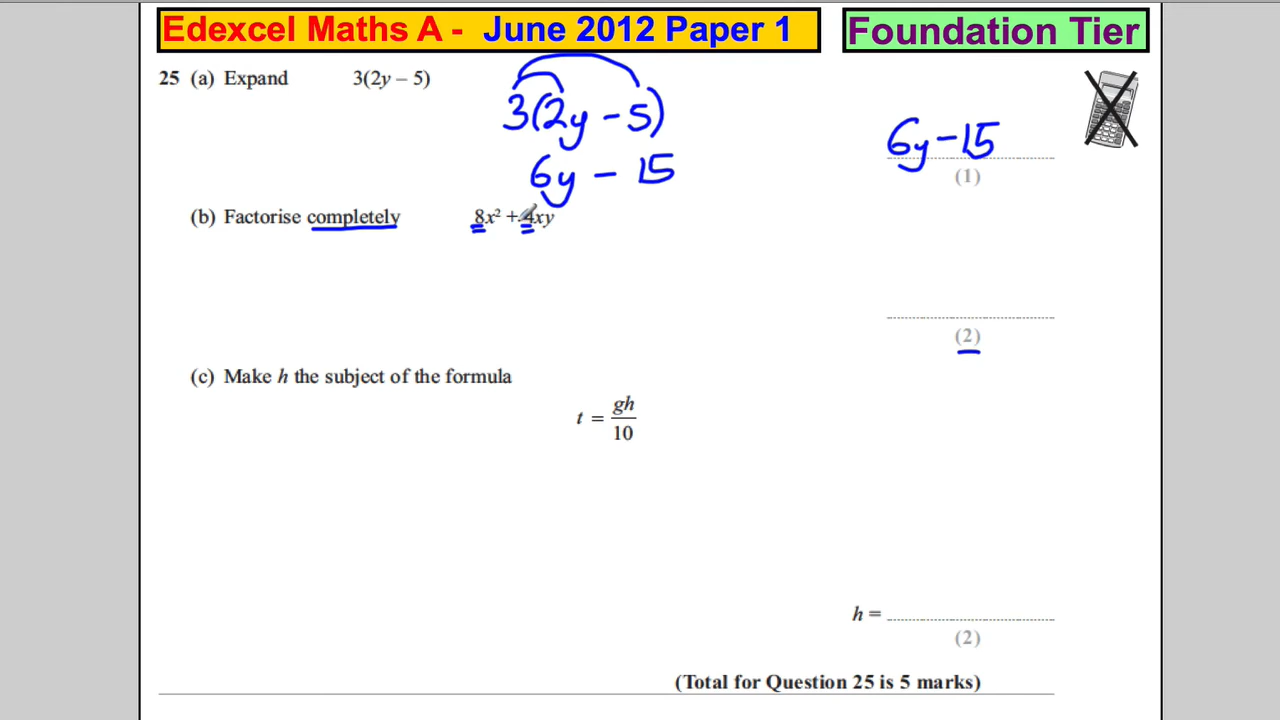 Edexcel Maths A - June 2012 Paper 1
Foundation Tier
25 (a) Expand 3(2y – 5)
3(2y – 5)
6y – 15
6y – 15
(1)
(b) Factorise completely 8x² + 4xy
(2)
(c) Make h the subject of the formula
t = gh/10
h =
(2)
(Total for Question 25 is 5 marks)